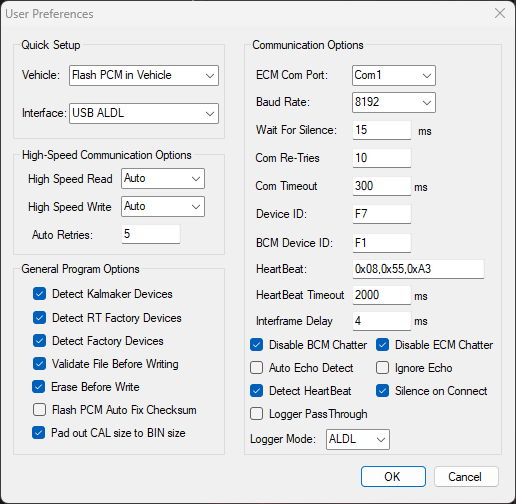 User Preferences
Quick Setup
Vehicle: Flash PCM in Vehicle
Interface: USB ALDL
High-Speed Communication Options
High Speed Read Auto
High Speed Write Auto
Auto Retries: 5
General Program Options
Detect Kalmaker Devices
Detect RT Factory Devices
Detect Factory Devices
Validate File Before Writing
Erase Before Write
Flash PCM Auto Fix Checksum
Pad out CAL size to BIN size
Communication Options
ECM Com Port: Com1
Baud Rate: 8192
Wait For Silence: 15 ms
Com Re-Tries 10
Com Timeout 300 ms
Device ID: F7
BCM Device ID: F1
HeartBeat: 0x08,0x55,0xA3
HeartBeat Timeout 2000 ms
Interframe Delay 4 ms
Disable BCM Chatter Disable ECM Chatter
Auto Echo Detect Ignore Echo
Detect HeartBeat Silence on Connect
Logger PassThrough
Logger Mode: ALDL
OK Cancel